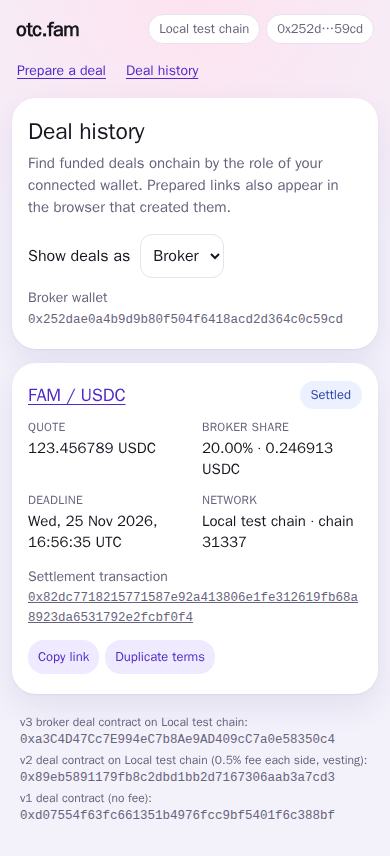 otc.fam
Local test chain
0x252d···59cd
Prepare a deal
Deal history
Deal history
Find funded deals onchain by the role of your
connected wallet. Prepared links also appear in
the browser that created them.
Show deals as
Broker
Broker wallet
0x252dae0a4b9d9b80f504f6418acd2d364c0c59cd
FAM / USDC
Settled
QUOTE
123.456789 USDC
BROKER SHARE
20.00% · 0.246913
USDC
DEADLINE
Wed, 25 Nov 2026,
16:56:35 UTC
NETWORK
Local test chain · chain
31337
Settlement transaction
0x82dc7718215771587e92a413806e1fe312619fb68a
8923da6531792e2fcbf0f4
Copy link
Duplicate terms
v3 broker deal contract on Local test chain:
0xa3C4D47Cc7E994eC7b8Ae9AD409cC7a0e58350c4
v2 deal contract on Local test chain (0.5% fee each side, vesting):
0x89eb5891179fb8c2dbd1bb2d7167306aab3a7cd3
v1 deal contract (no fee):
0xd07554f63fc661351b4976fcc9bf5401f6c388bf